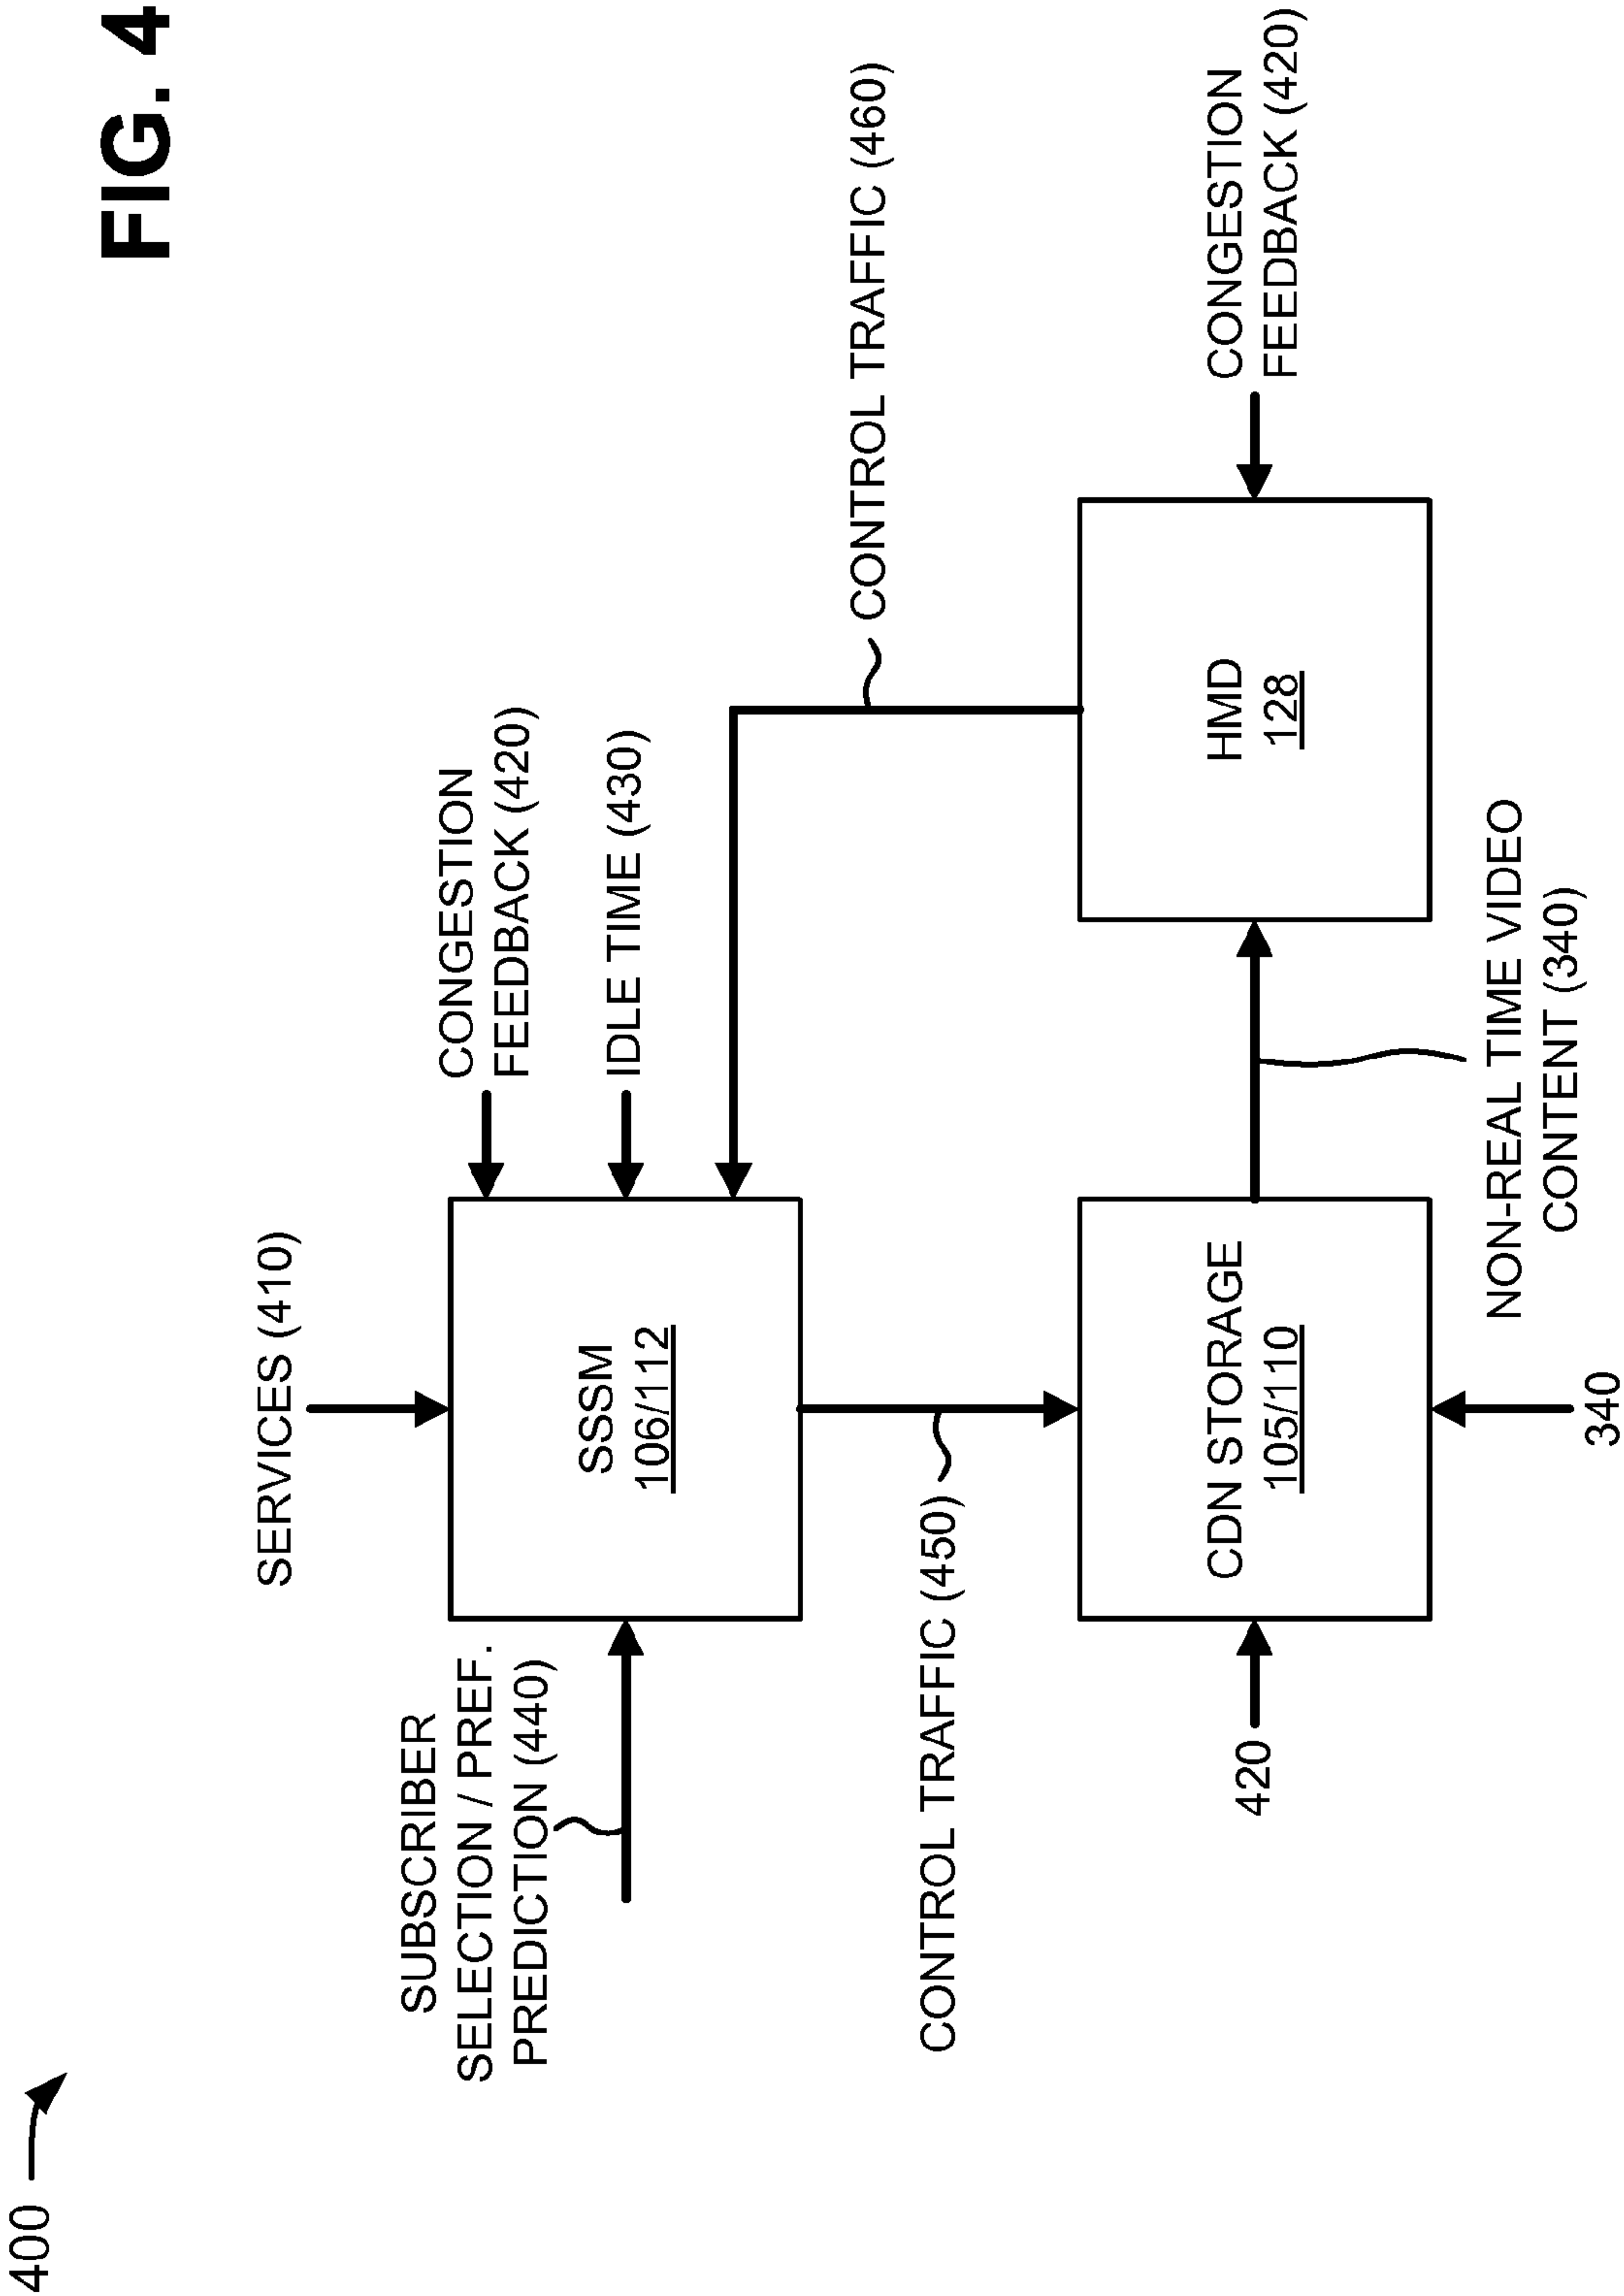 400
FIG. 4
SERVICES (410)
SUBSCRIBER
SELECTION / PREF.
PREDICTION (440)
CONGESTION
FEEDBACK (420)
IDLE TIME (430)
SSSM
106/112
CONTROL TRAFFIC (460)
CONTROL TRAFFIC (450)
420
CDN STORAGE
105/110
HMD
128
CONGESTION
FEEDBACK (420)
NON-REAL TIME VIDEO
CONTENT (340)
340